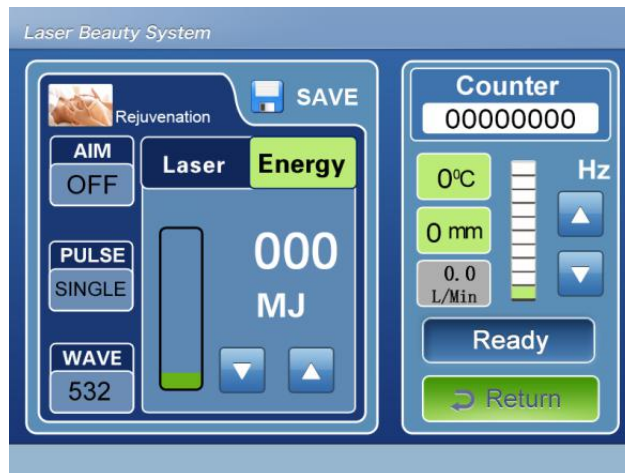 Laser Beauty System
Rejuvenation
SAVE
AIM
OFF
PULSE
SINGLE
WAVE
532
Laser
Energy
000
MJ
Counter
00000000
0℃
0 mm
0.0
L/Min
Hz
Ready
Return